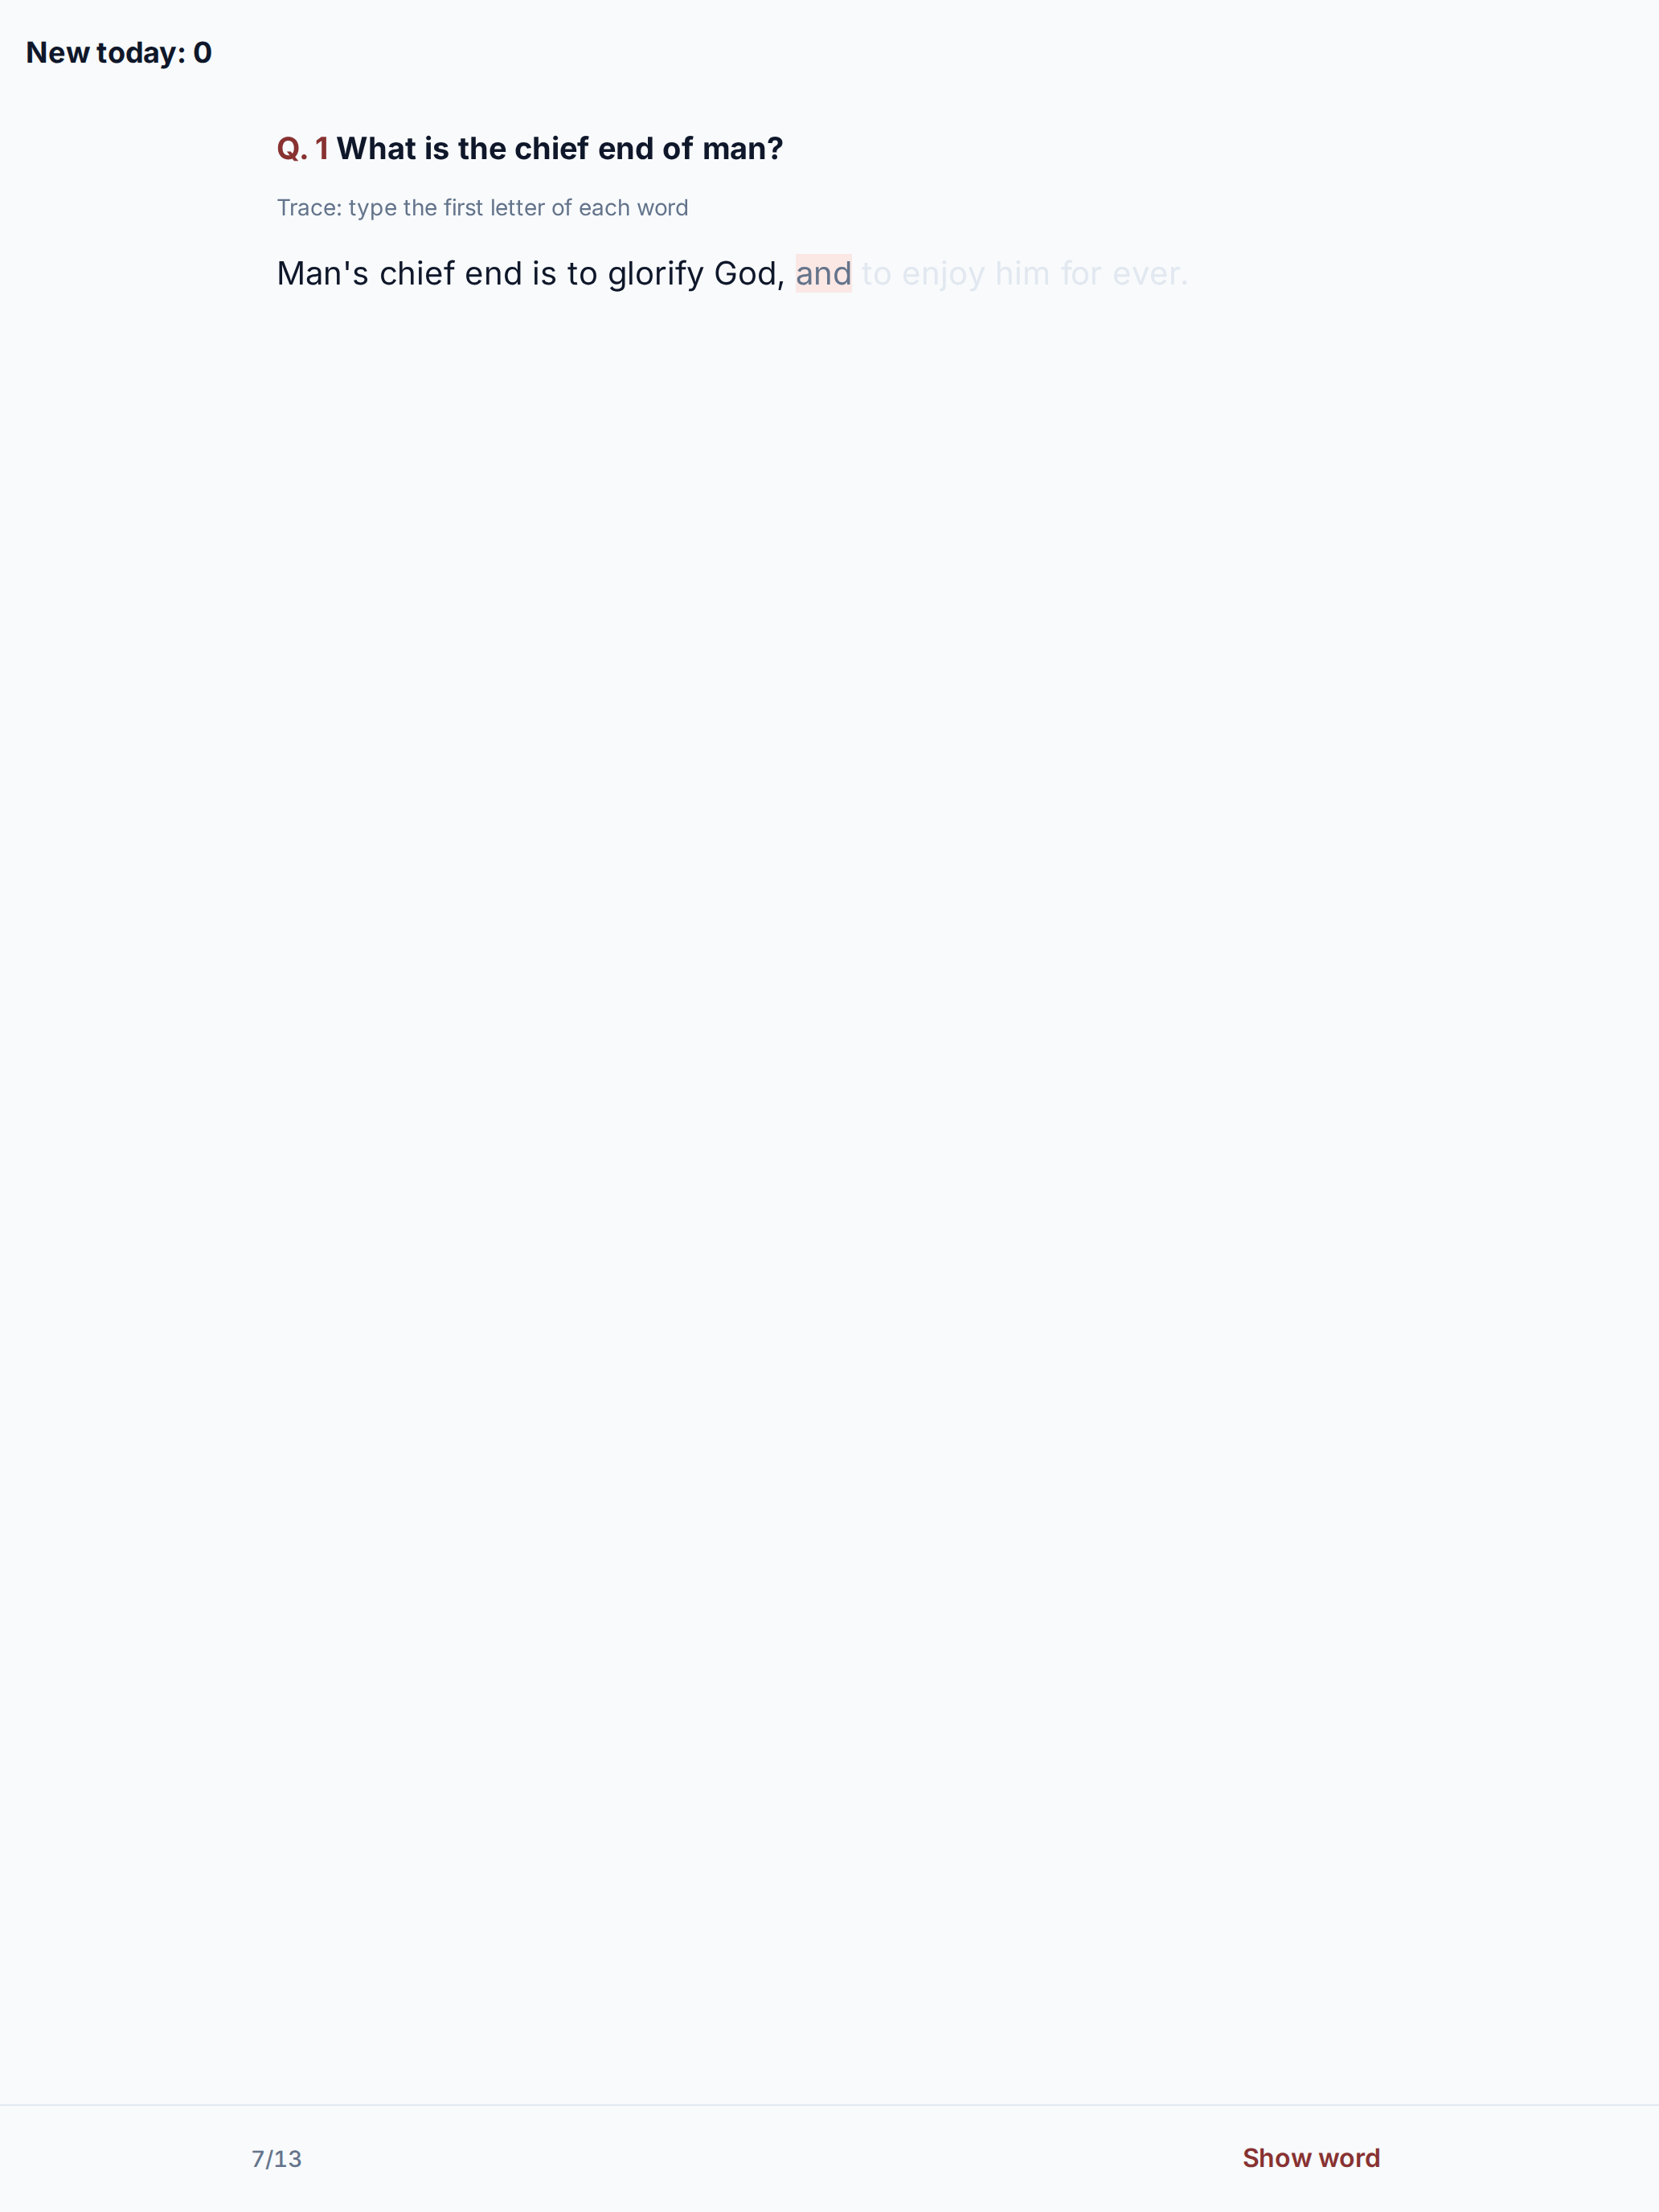 New today: 0
Q. 1 What is the chief end of man?
Trace: type the first letter of each word
Man's chief end is to glorify God, and to enjoy him for ever.
7/13
Show word